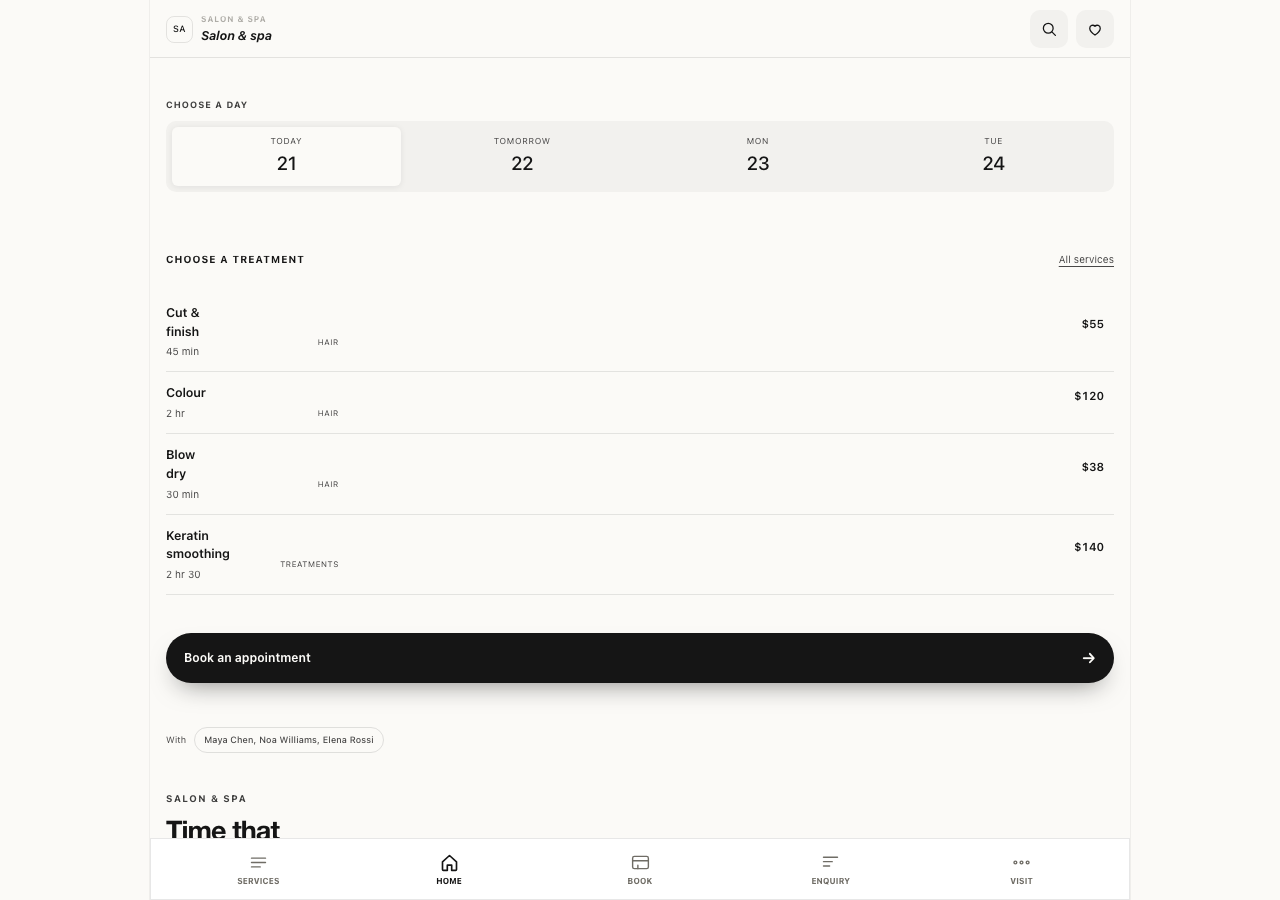 SA
SALON & SPA
Salon & spa
CHOOSE A DAY
TODAY
21
TOMORROW
22
MON
23
TUE
24
CHOOSE A TREATMENT
All services
Cut &
finish
45 min
HAIR
$55
Colour
2 hr
HAIR
$120
Blow
dry
30 min
HAIR
$38
Keratin
smoothing
2 hr 30
TREATMENTS
$140
Book an appointment
With
Maya Chen, Noa Williams, Elena Rossi
SALON & SPA
Time that
SERVICES
HOME
BOOK
ENQUIRY
VISIT